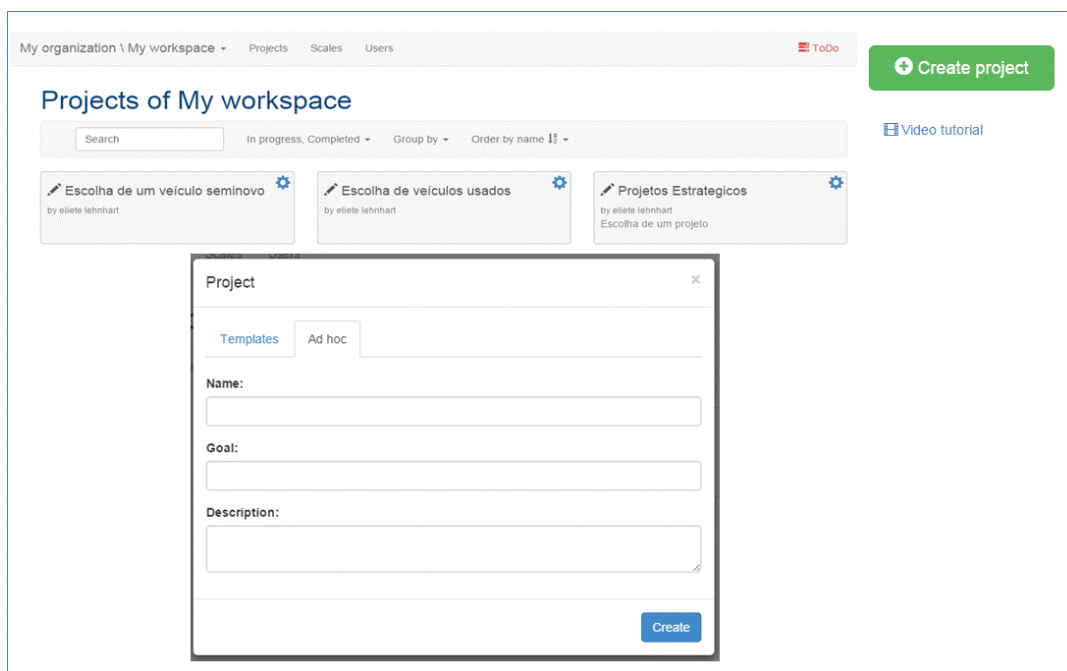 My organization \ My workspace Projects Scales Users ToDo
Create project
Video tutorial
Projects of My workspace
Search In progress, Completed Group by Order by name
Escolha de um veículo seminovo
by eliete lehnhart
Escolha de veículos usados
by eliete lehnhart
Projetos Estrategicos
by eliete lehnhart
Escolha de um projeto
Scales Users
Project ×
Templates Ad hoc
Name:
Goal:
Description:
Create